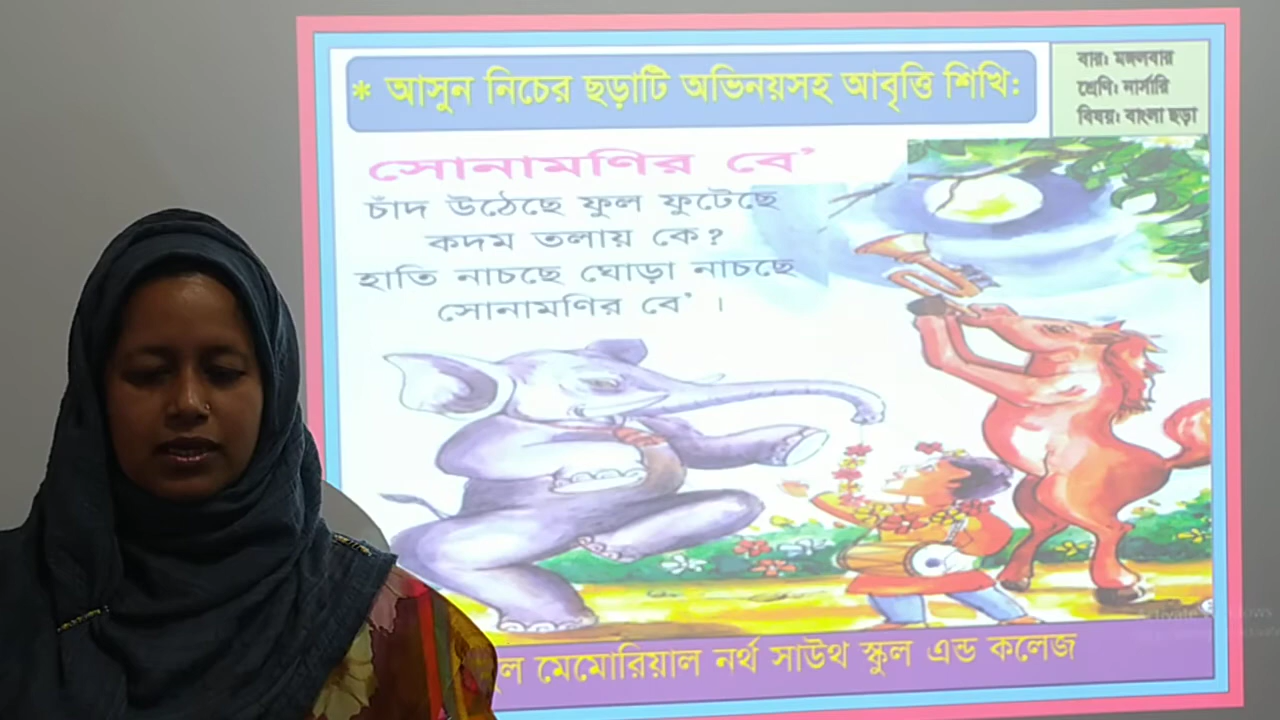 * আসুন নিচের ছড়াটি অভিনয়সহ আবৃত্তি শিখি:
বার: মঙ্গলবার
শ্রেণি: নার্সারি
বিষয়: বাংলা ছড়া
সোনামণির বে’
চাঁদ উঠেছে ফুল ফুটেছে
কদম তলায় কে?
হাতি নাচছে ঘোড়া নাচছে
সোনামণির বে’ ।
মেমোরিয়াল নর্থ সাউথ স্কুল এন্ড কলেজ